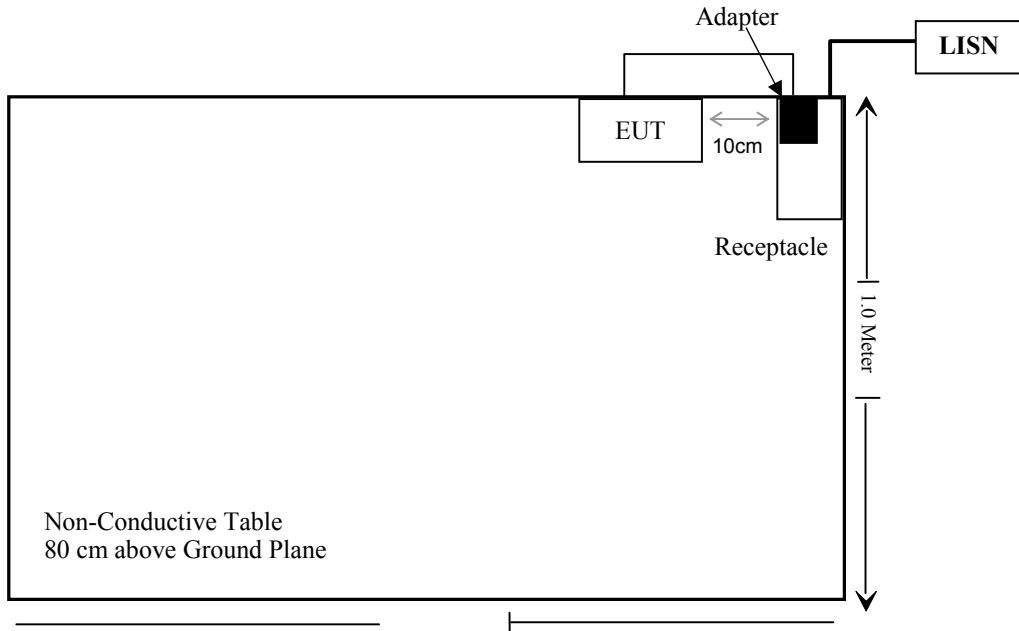 Adapter
LISN
EUT
10cm
Receptacle
1.0 Meter
Non-Conductive Table
80 cm above Ground Plane